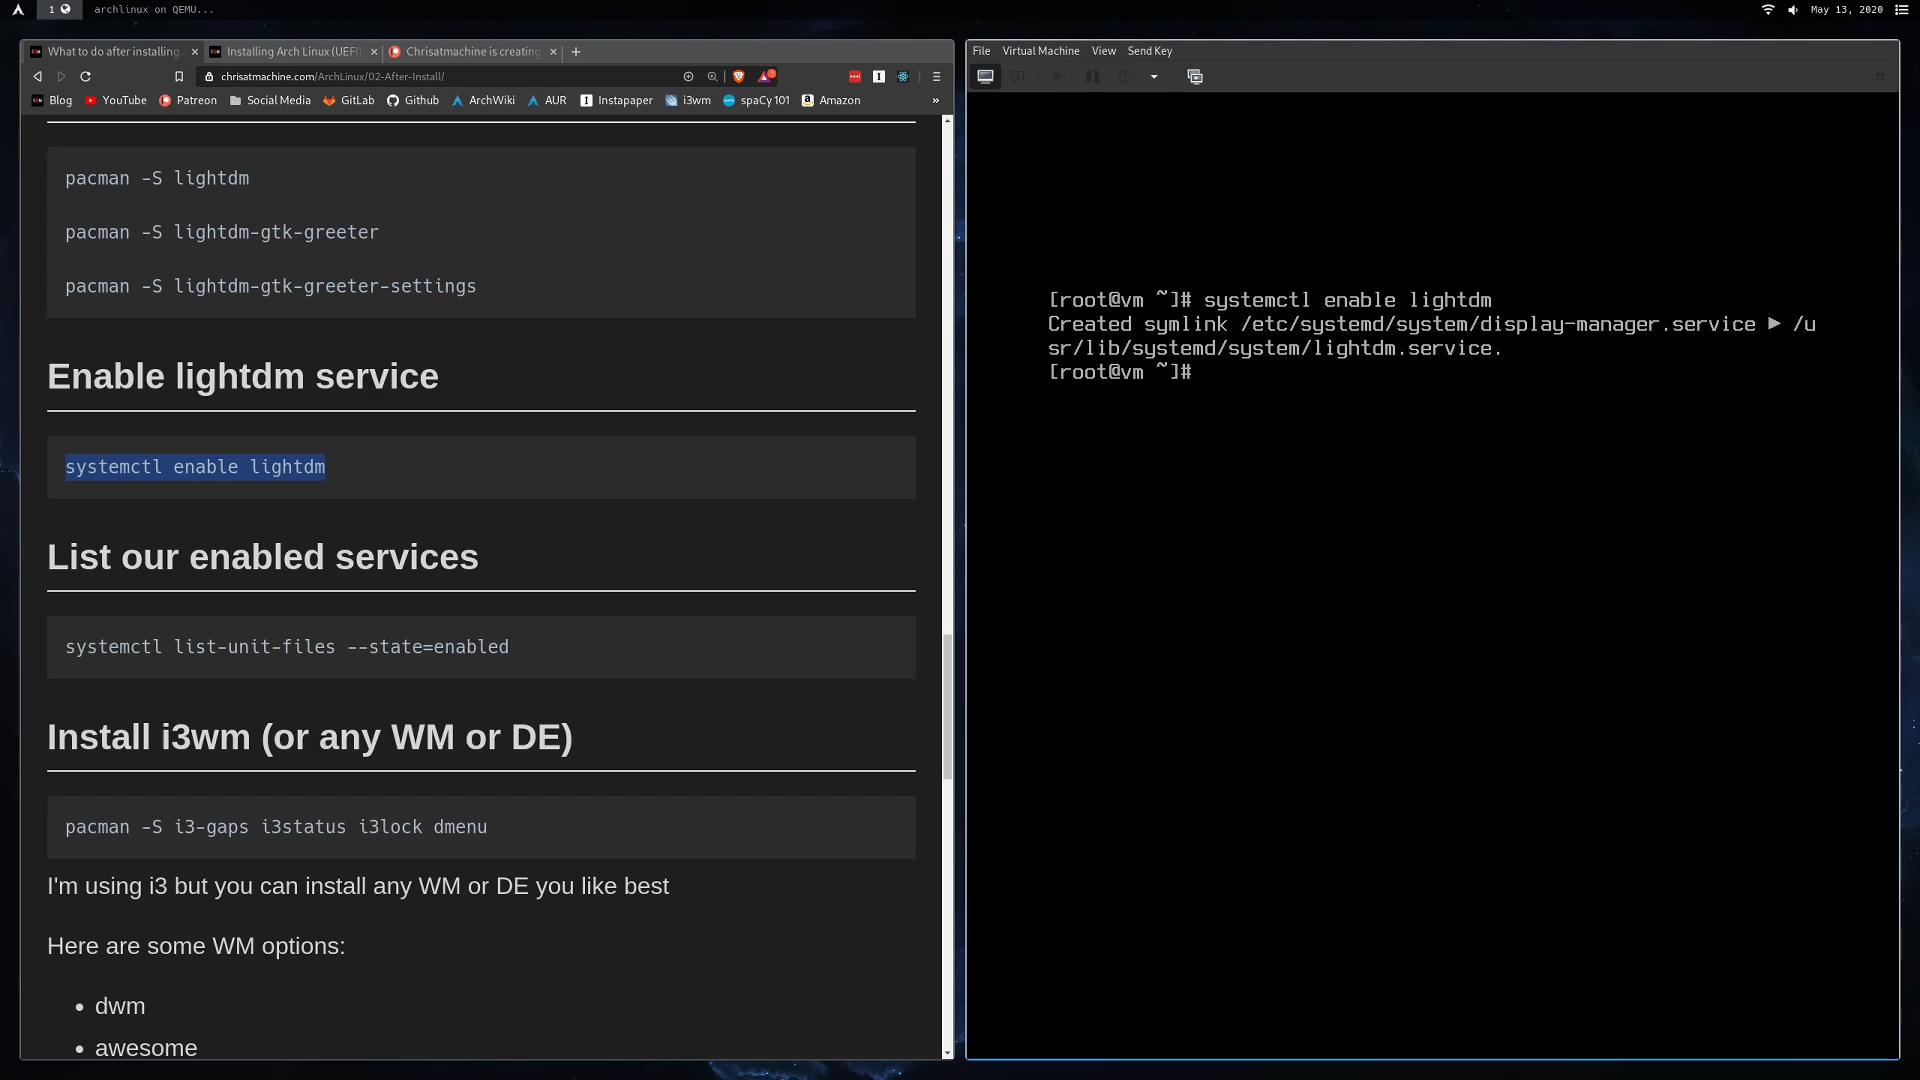 1
archlinux on QEMU...
May 13, 2020
What to do after installing
Installing Arch Linux (UEFI
Chrisatmachine is creating
chrisatmachine.com/ArchLinux/02-After-Install/
Blog
YouTube
Patreon
Social Media
GitLab
Github
ArchWiki
AUR
Instapaper
i3wm
spaCy 101
Amazon
»
pacman -S lightdm
pacman -S lightdm-gtk-greeter
pacman -S lightdm-gtk-greeter-settings
Enable lightdm service
systemctl enable lightdm
List our enabled services
systemctl list-unit-files --state=enabled
Install i3wm (or any WM or DE)
pacman -S i3-gaps i3status i3lock dmenu
I'm using i3 but you can install any WM or DE you like best
Here are some WM options:
• dwm
• awesome
File Virtual Machine View Send Key
[root@vm ~]# systemctl enable lightdm
Created symlink /etc/systemd/system/display-manager.service ► /u
sr/lib/systemd/system/lightdm.service.
[root@vm ~]#